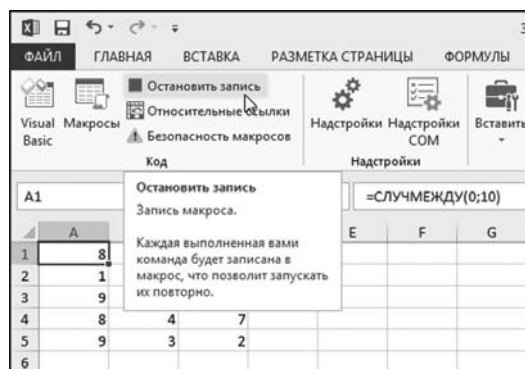 З
ФАЙЛ ГЛАВНАЯ ВСТАВКА РАЗМЕТКА СТРАНИЦЫ ФОРМУЛЫ
Visual Basic
Макросы
Остановить запись
Относительные ссылки
Безопасность макросов
Код
Надстройки
Надстройки COM
Надстройки
Вставить
A1
=СЛУЧМЕЖДУ(0;10)
Остановить запись
Запись макроса.
Каждая выполненная вами
команда будет записана в
макрос, что позволит запускать
их повторно.
A E F G
1 8
2 1
3 9
4 8 4 7
5 9 3 2
6